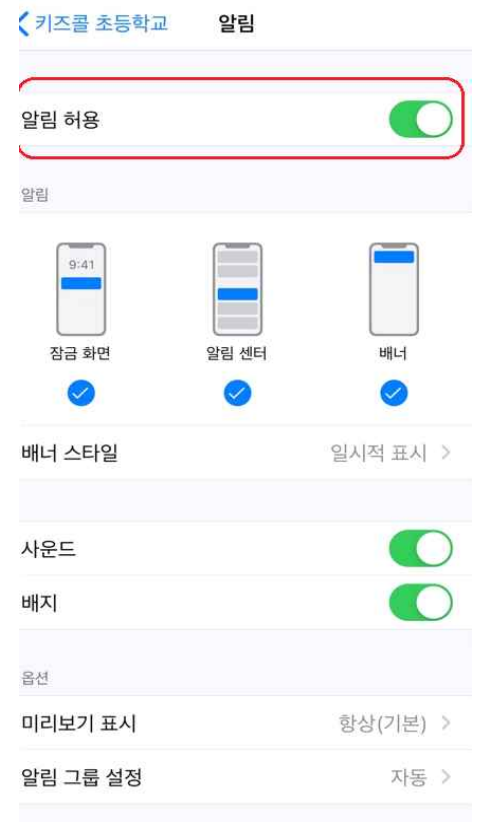 키즈콜 초등학교 알림
알림 허용
알림
9:41
잠금 화면 알림 센터 배너
배너 스타일 일시적 표시
사운드
배지
옵션
미리보기 표시 항상(기본)
알림 그룹 설정 자동